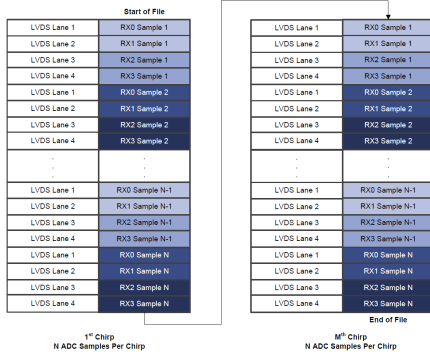 Start of File
LVDS Lane 1 RX0 Sample 1
LVDS Lane 2 RX1 Sample 1
LVDS Lane 3 RX2 Sample 1
LVDS Lane 4 RX3 Sample 1
LVDS Lane 1 RX0 Sample 2
LVDS Lane 2 RX1 Sample 2
LVDS Lane 3 RX2 Sample 2
LVDS Lane 4 RX3 Sample 2
LVDS Lane 1 RX0 Sample N-1
LVDS Lane 2 RX1 Sample N-1
LVDS Lane 3 RX2 Sample N-1
LVDS Lane 4 RX3 Sample N-1
LVDS Lane 1 RX0 Sample N
LVDS Lane 2 RX1 Sample N
LVDS Lane 3 RX2 Sample N
LVDS Lane 4 RX3 Sample N
1st Chirp
N ADC Samples Per Chirp
LVDS Lane 1 RX0 Sample 1
LVDS Lane 2 RX1 Sample 1
LVDS Lane 3 RX2 Sample 1
LVDS Lane 4 RX3 Sample 1
LVDS Lane 1 RX0 Sample 2
LVDS Lane 2 RX1 Sample 2
LVDS Lane 3 RX2 Sample 2
LVDS Lane 4 RX3 Sample 2
LVDS Lane 1 RX0 Sample N-1
LVDS Lane 2 RX1 Sample N-1
LVDS Lane 3 RX2 Sample N-1
LVDS Lane 4 RX3 Sample N-1
LVDS Lane 1 RX0 Sample N
LVDS Lane 2 RX1 Sample N
LVDS Lane 3 RX2 Sample N
LVDS Lane 4 RX3 Sample N
End of File
Mth Chirp
N ADC Samples Per Chirp